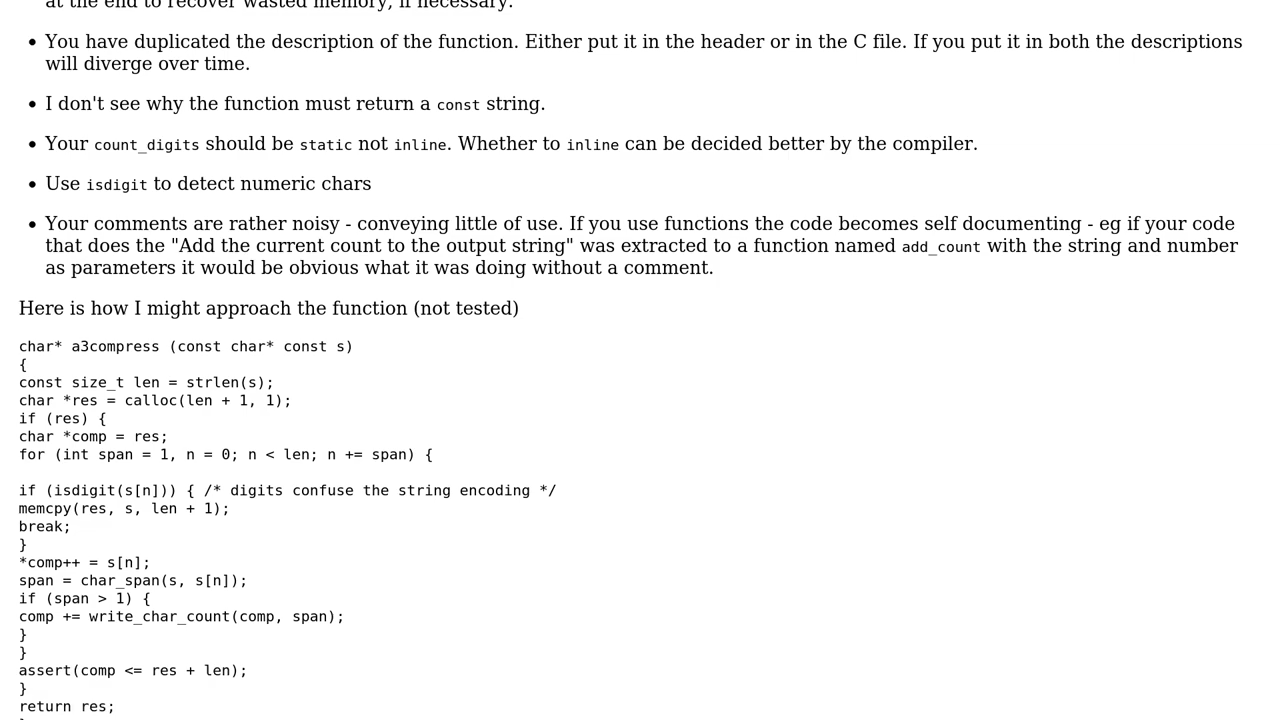 at the end to recover wasted memory, if necessary.
You have duplicated the description of the function. Either put it in the header or in the C file. If you put it in both the descriptions
will diverge over time.
I don't see why the function must return a const string.
Your count_digits should be static not inline. Whether to inline can be decided better by the compiler.
Use isdigit to detect numeric chars
Your comments are rather noisy - conveying little of use. If you use functions the code becomes self documenting - eg if your code
that does the "Add the current count to the output string" was extracted to a function named add_count with the string and number
as parameters it would be obvious what it was doing without a comment.
Here is how I might approach the function (not tested)
char* a3compress (const char* const s)
{
const size_t len = strlen(s);
char *res = calloc(len + 1, 1);
if (res) {
char *comp = res;
for (int span = 1, n = 0; n < len; n += span) {
if (isdigit(s[n])) { /* digits confuse the string encoding */
memcpy(res, s, len + 1);
break;
}
*comp++ = s[n];
span = char_span(s, s[n]);
if (span > 1) {
comp += write_char_count(comp, span);
}
}
assert(comp <= res + len);
}
return res;
}